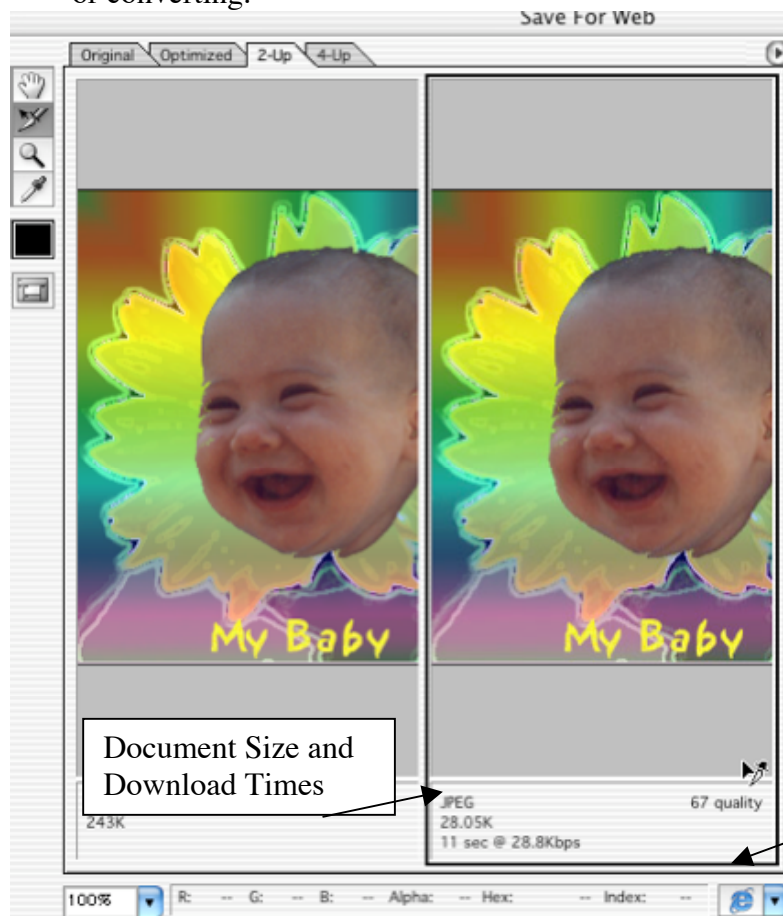 or converting.
Save For Web
Original Optimized 2-Up 4-Up
My Baby My Baby
Document Size and
Download Times
243K
JPEG 67 quality
28.05K
11 sec @ 28.8Kbps
100% R: -- G: -- B: -- Alpha: -- Hex: -- Index: --